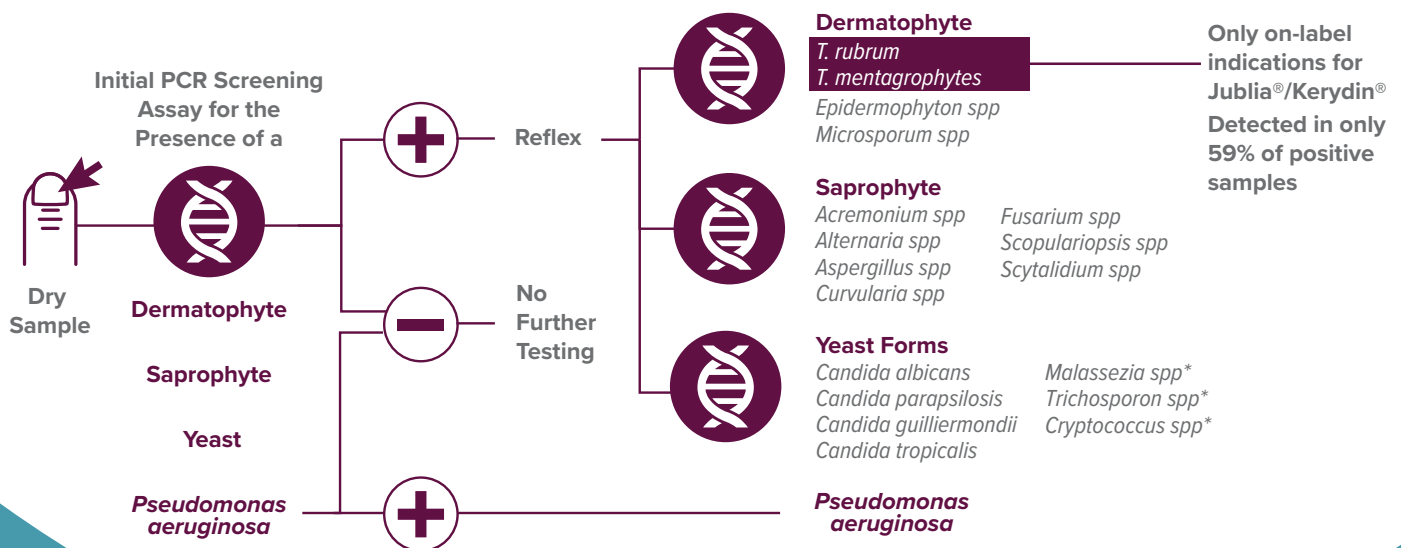 Initial PCR Screening
Assay for the
Presence of a
Dry
Sample
Dermatophyte
Saprophyte
Yeast
Pseudomonas
aeruginosa
Reflex
No
Further
Testing
Dermatophyte
T. rubrum
T. mentagrophytes
Epidermophyton spp
Microsporum spp
Only on-label
indications for
Jublia®/Kerydin®
Detected in only
59% of positive
samples
Saprophyte
Acremonium spp
Alternaria spp
Aspergillus spp
Curvularia spp
Fusarium spp
Scopulariopsis spp
Scytalidium spp
Yeast Forms
Candida albicans
Candida parapsilosis
Candida guilliermondii
Candida tropicalis
Malassezia spp*
Trichosporon spp*
Cryptococcus spp*
Pseudomonas
aeruginosa